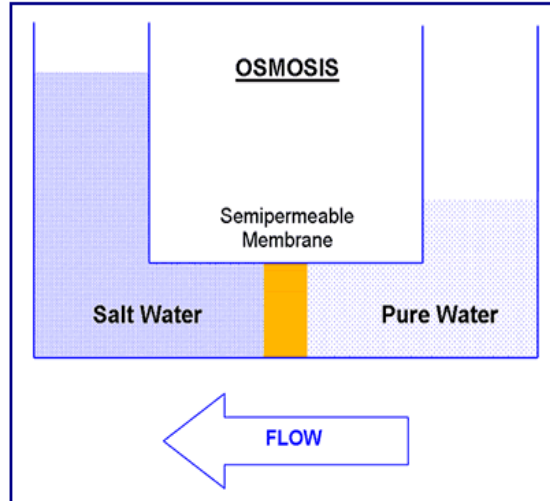 OSMOSIS
Semipermeable
Membrane
Salt Water
Pure Water
FLOW